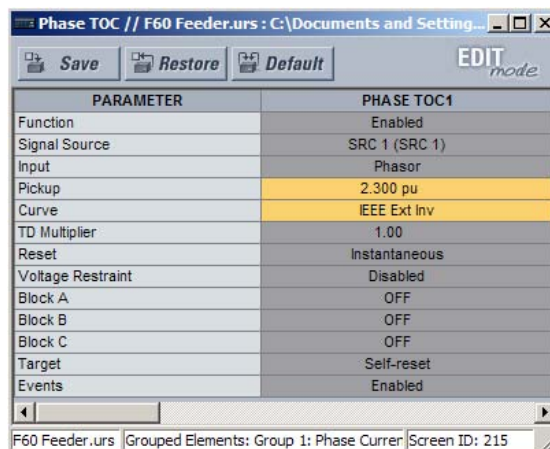 Phase TOC // F60 Feeder.urs : C:\Documents and Setting...
Save Restore Default EDIT mode
PARAMETER PHASE TOC1
Function Enabled
Signal Source SRC 1 (SRC 1)
Input Phasor
Pickup 2.300 pu
Curve IEEE Ext Inv
TD Multiplier 1.00
Reset Instantaneous
Voltage Restraint Disabled
Block A OFF
Block B OFF
Block C OFF
Target Self-reset
Events Enabled
F60 Feeder.urs Grouped Elements: Group 1: Phase Curren Screen ID: 215